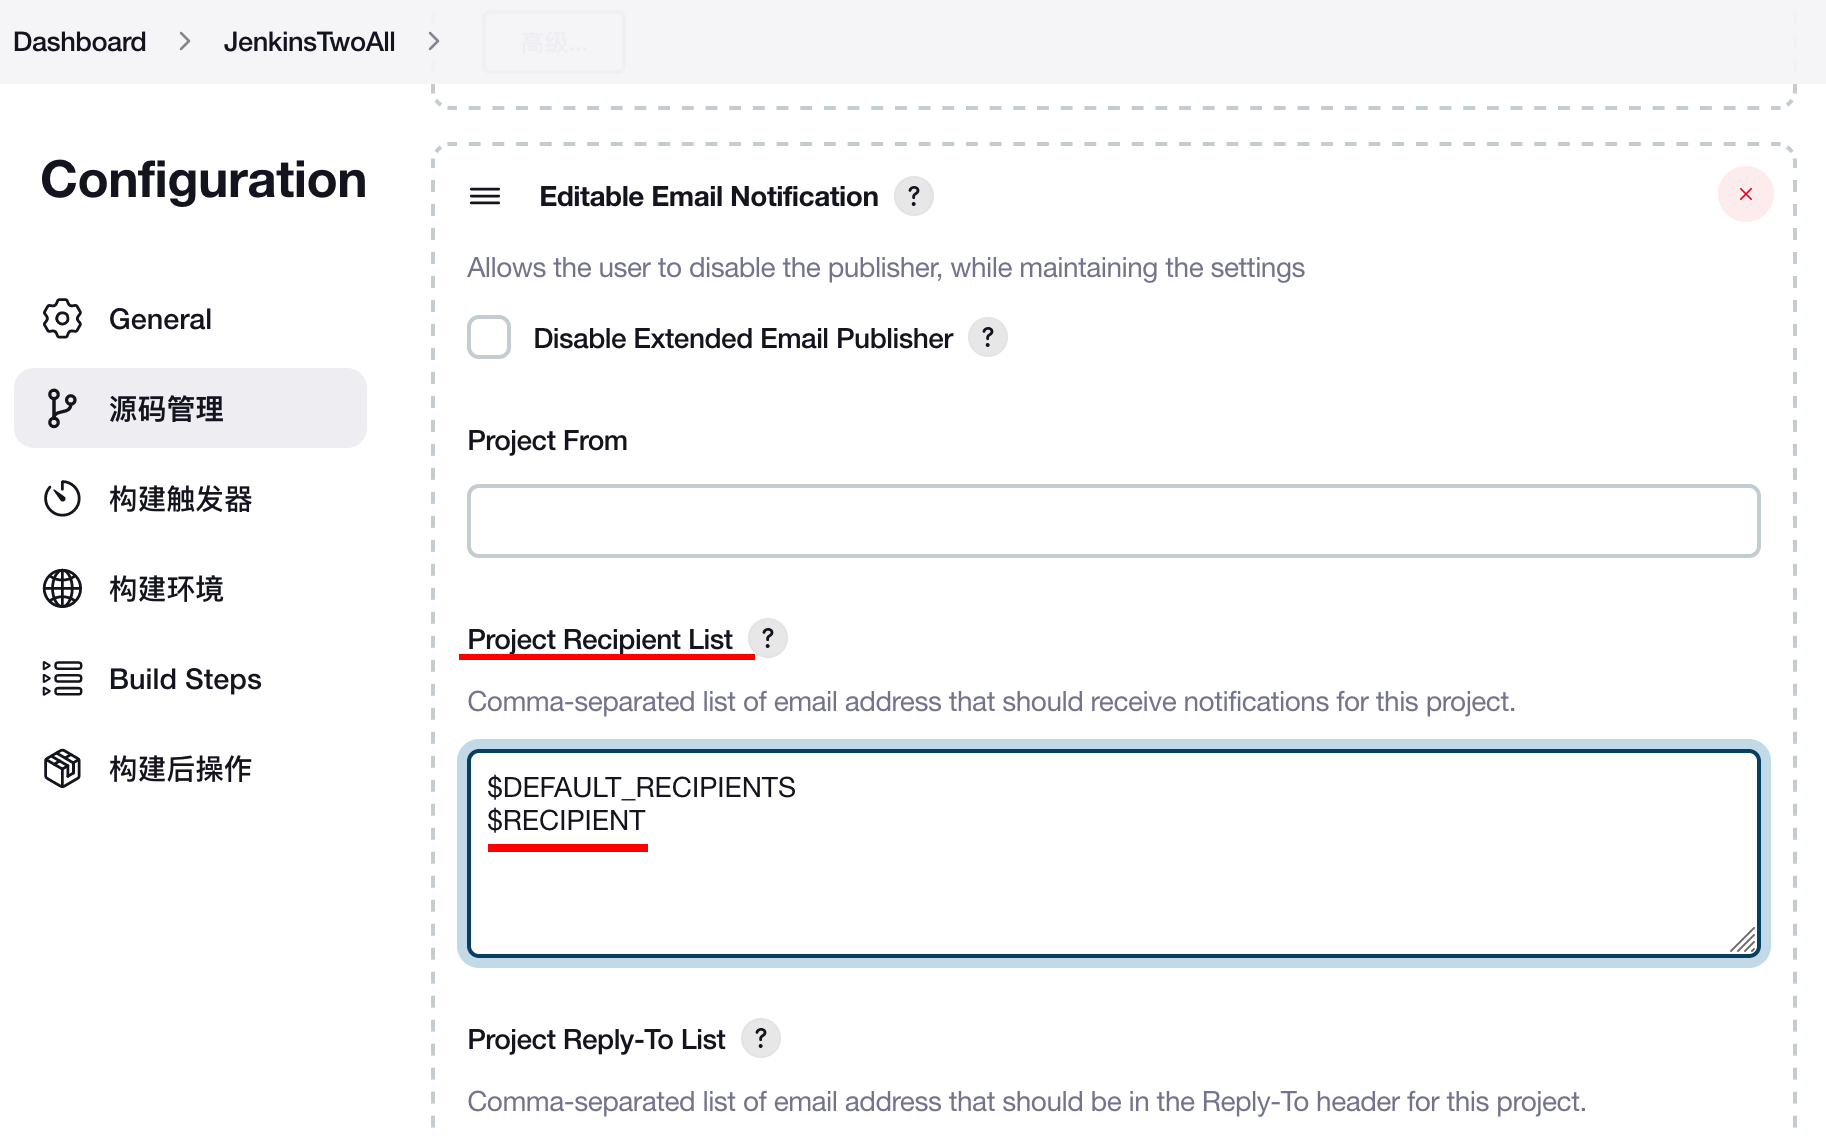 Dashboard > JenkinsTwoAll >
高级...
Configuration
General
源码管理
构建触发器
构建环境
Build Steps
构建后操作
Editable Email Notification ?
Allows the user to disable the publisher, while maintaining the settings
Disable Extended Email Publisher ?
Project From
Project Recipient List ?
Comma-separated list of email address that should receive notifications for this project.
$DEFAULT_RECIPIENTS
$RECIPIENT
Project Reply-To List ?
Comma-separated list of email address that should be in the Reply-To header for this project.